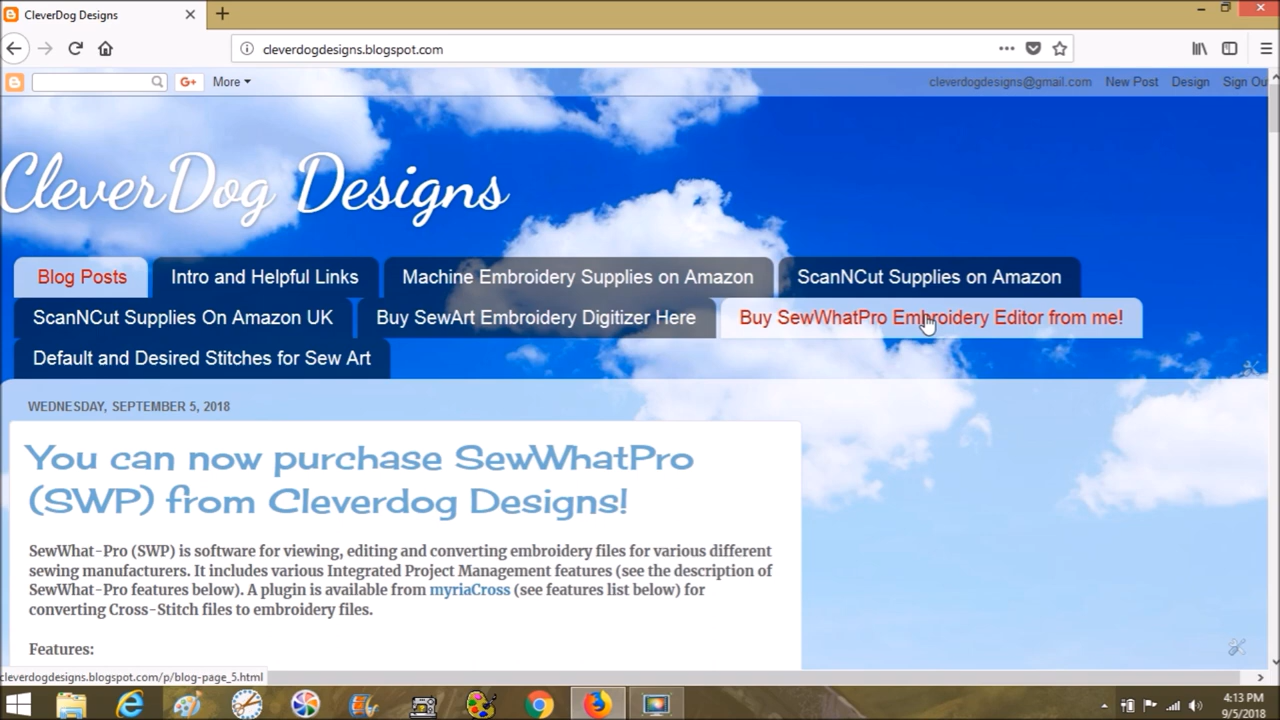 CleverDog Designs
cleverdogdesigns.blogspot.com
G+ More cleverdogdesigns@gmail.com New Post Design Sign Ou
CleverDog Designs
Blog Posts Intro and Helpful Links Machine Embroidery Supplies on Amazon ScanNCut Supplies on Amazon
ScanNCut Supplies On Amazon UK Buy SewArt Embroidery Digitizer Here Buy SewWhatPro Embroidery Editor from me!
Default and Desired Stitches for Sew Art
WEDNESDAY, SEPTEMBER 5, 2018
You can now purchase SewWhatPro
(SWP) from Cleverdog Designs!
SewWhat-Pro (SWP) is software for viewing, editing and converting embroidery files for various different
sewing manufacturers. It includes various Integrated Project Management features (see the description of
SewWhat-Pro features below). A plugin is available from myriaCross (see features list below) for
converting Cross-Stitch files to embroidery files.
Features:
cleverdogdesigns.blogspot.com/p/blog-page_5.html
4:13 PM
9/5/2018